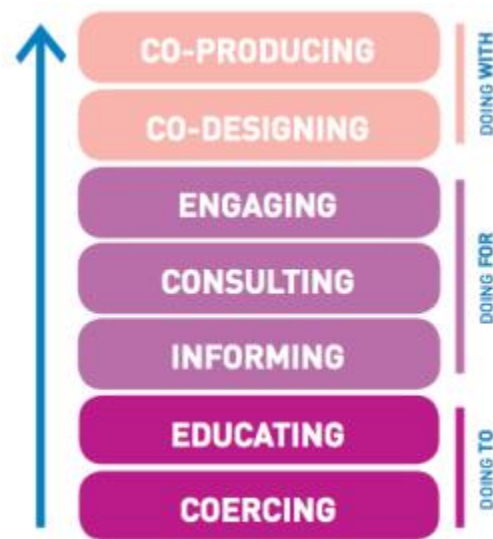 CO-PRODUCING
CO-DESIGNING
DOING WITH
ENGAGING
CONSULTING
INFORMING
DOING FOR
EDUCATING
COERCING
DOING TO